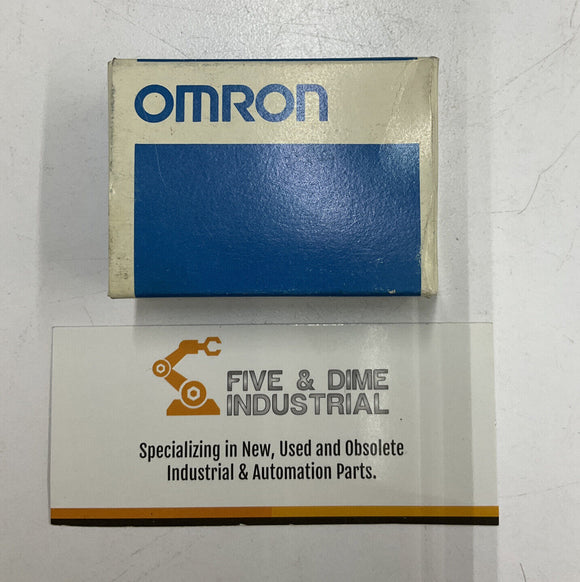 OMRON
FIVE & DIME
INDUSTRIAL
Specializing in New, Used and Obsolete
Industrial & Automation Parts.